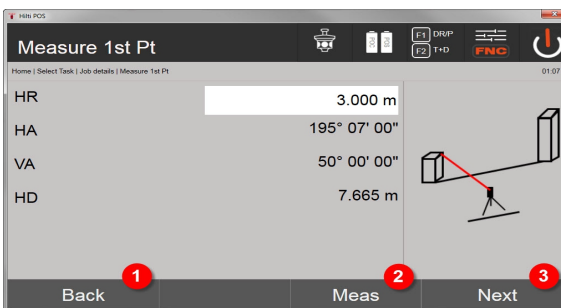 Hilti POS
Measure 1st Pt
POC
POS
F1 DR/P
F2 T+D
FNC
Home | Select Task | Job details | Measure 1st Pt
01:07
HR 3.000 m
HA 195° 07' 00"
VA 50° 00' 00"
HD 7.665 m
1
2
3
Back
Meas
Next